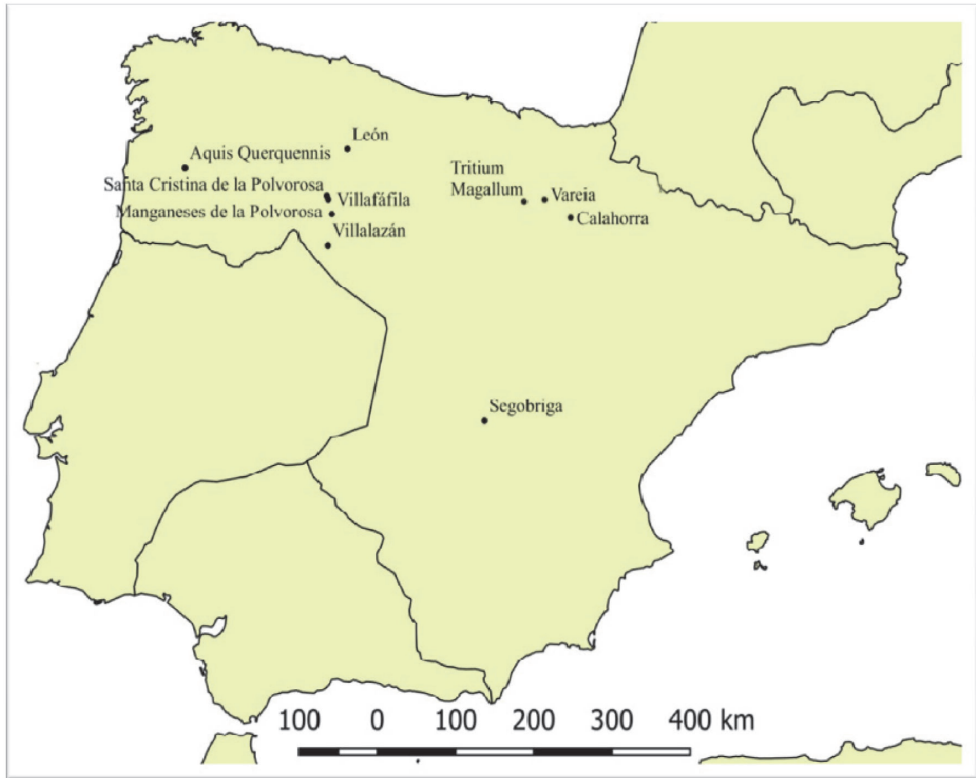 León
Aquis Querquennis
Tritium
Magallum
Santa Cristina de la Polvorosa
Villafáfila
Vareia
Manganeses de la Polvorosa
Calahorra
Villalazán
Segobriga
100 0 100 200 300 400 km